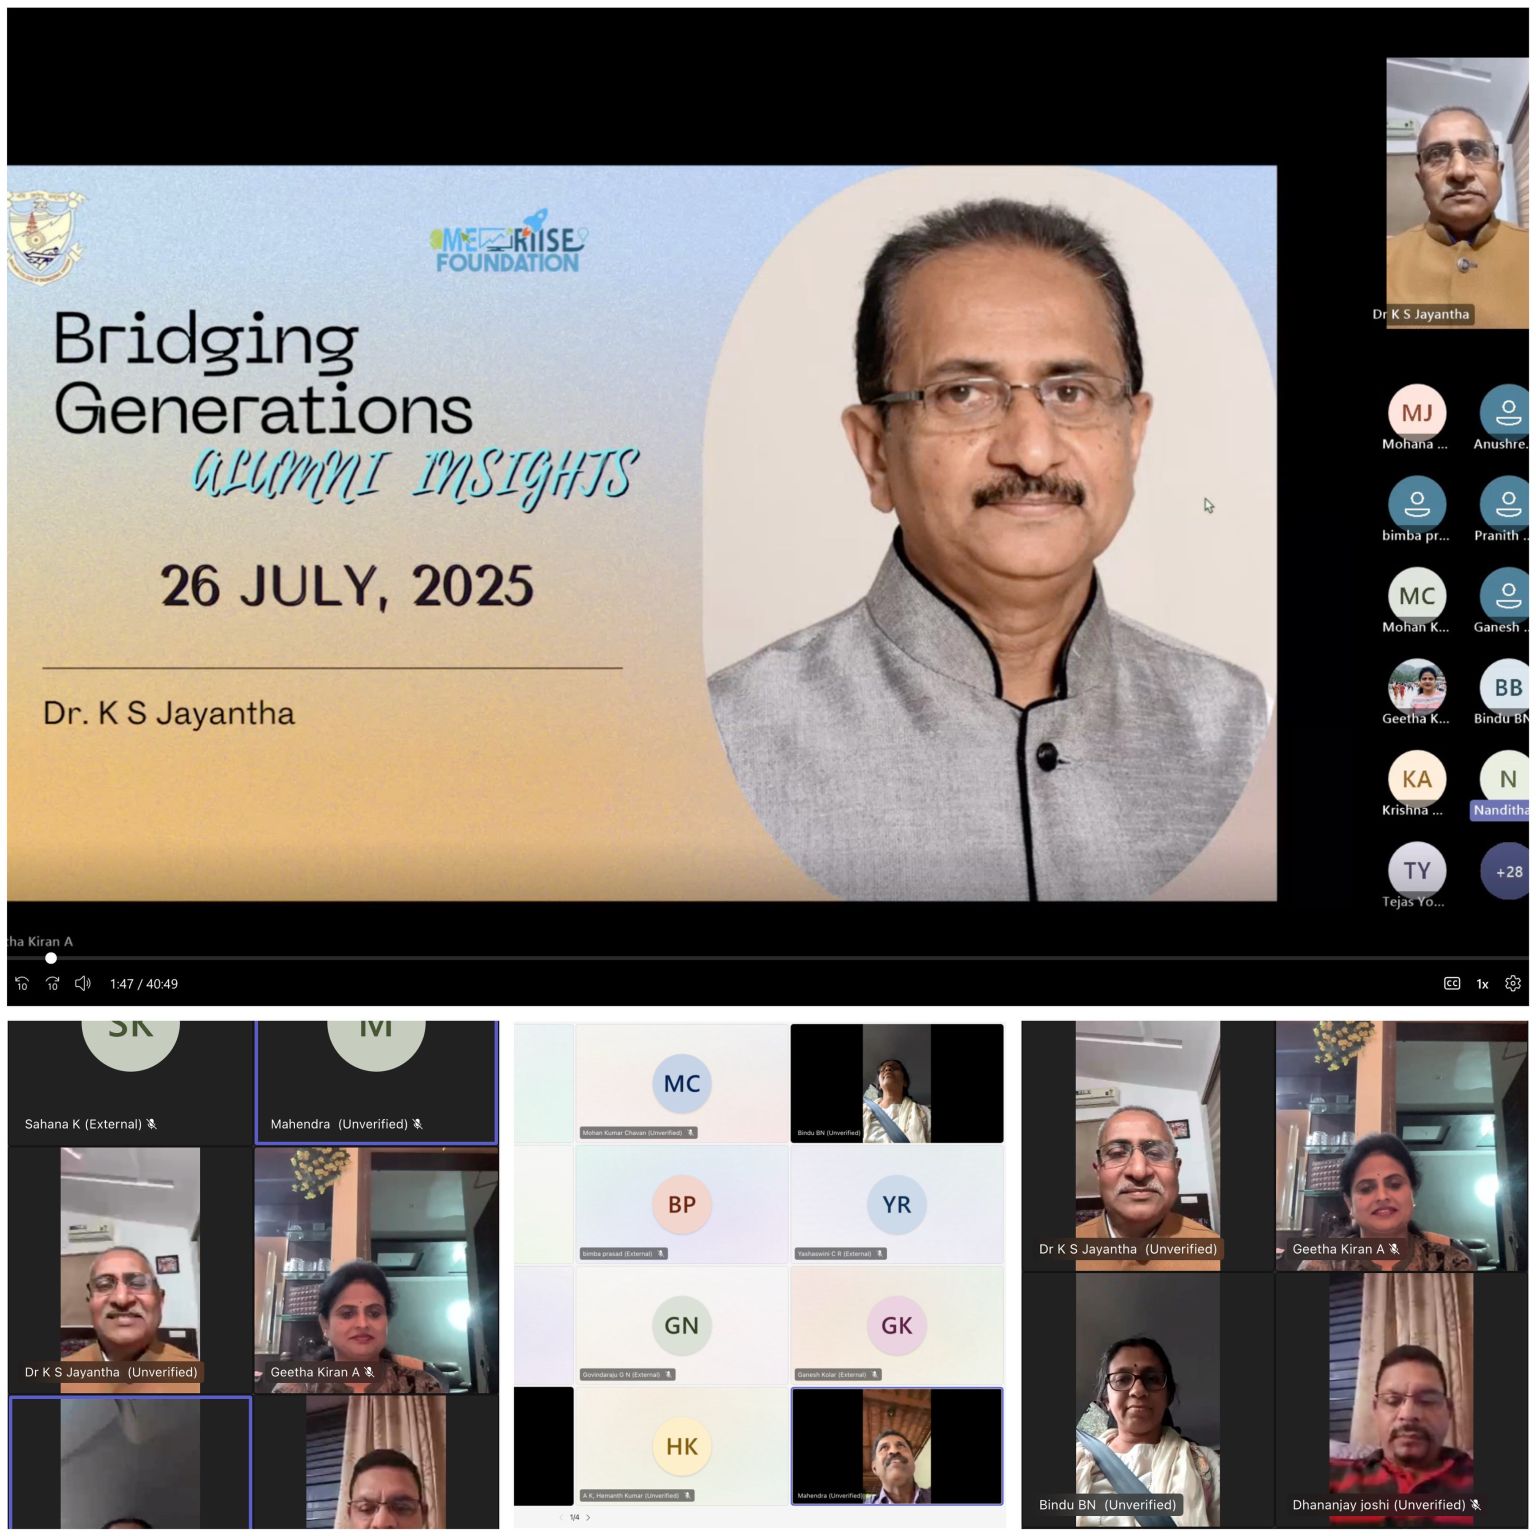 MERIISE
FOUNDATION
Bridging
Generations
ALUMNI INSIGHTS
26 JULY, 2025
Dr. K S Jayantha
Dr K S Jayantha
MJ
Mohana ...
Anushre.
bimba pr...
Pranith ..
MC
Mohan K...
Ganesh ..
Geetha K...
BB
Bindu BN
KA
Krishna ...
N
Nanditha
TY
Tejas Yo...
+28
tha Kiran A
10
10
1:47 / 40:49
CC
1x
SK
Sahana K (External)
M
Mahendra (Unverified)
Dr K S Jayantha (Unverified)
Geetha Kiran A
MC
Mohan Kumar Chavan (Unverified)
Bindu BN (Unverified)
BP
bimba prasad (External)
YR
Yashaswini C R (External)
GN
Govindaraju G N (External)
GK
Ganesh Kolar (External)
HK
A K, Hemanth Kumar (Unverified)
Mahendra (Unverified)
1/4
Dr K S Jayantha (Unverified)
Geetha Kiran A
Bindu BN (Unverified)
Dhananjay joshi (Unverified)